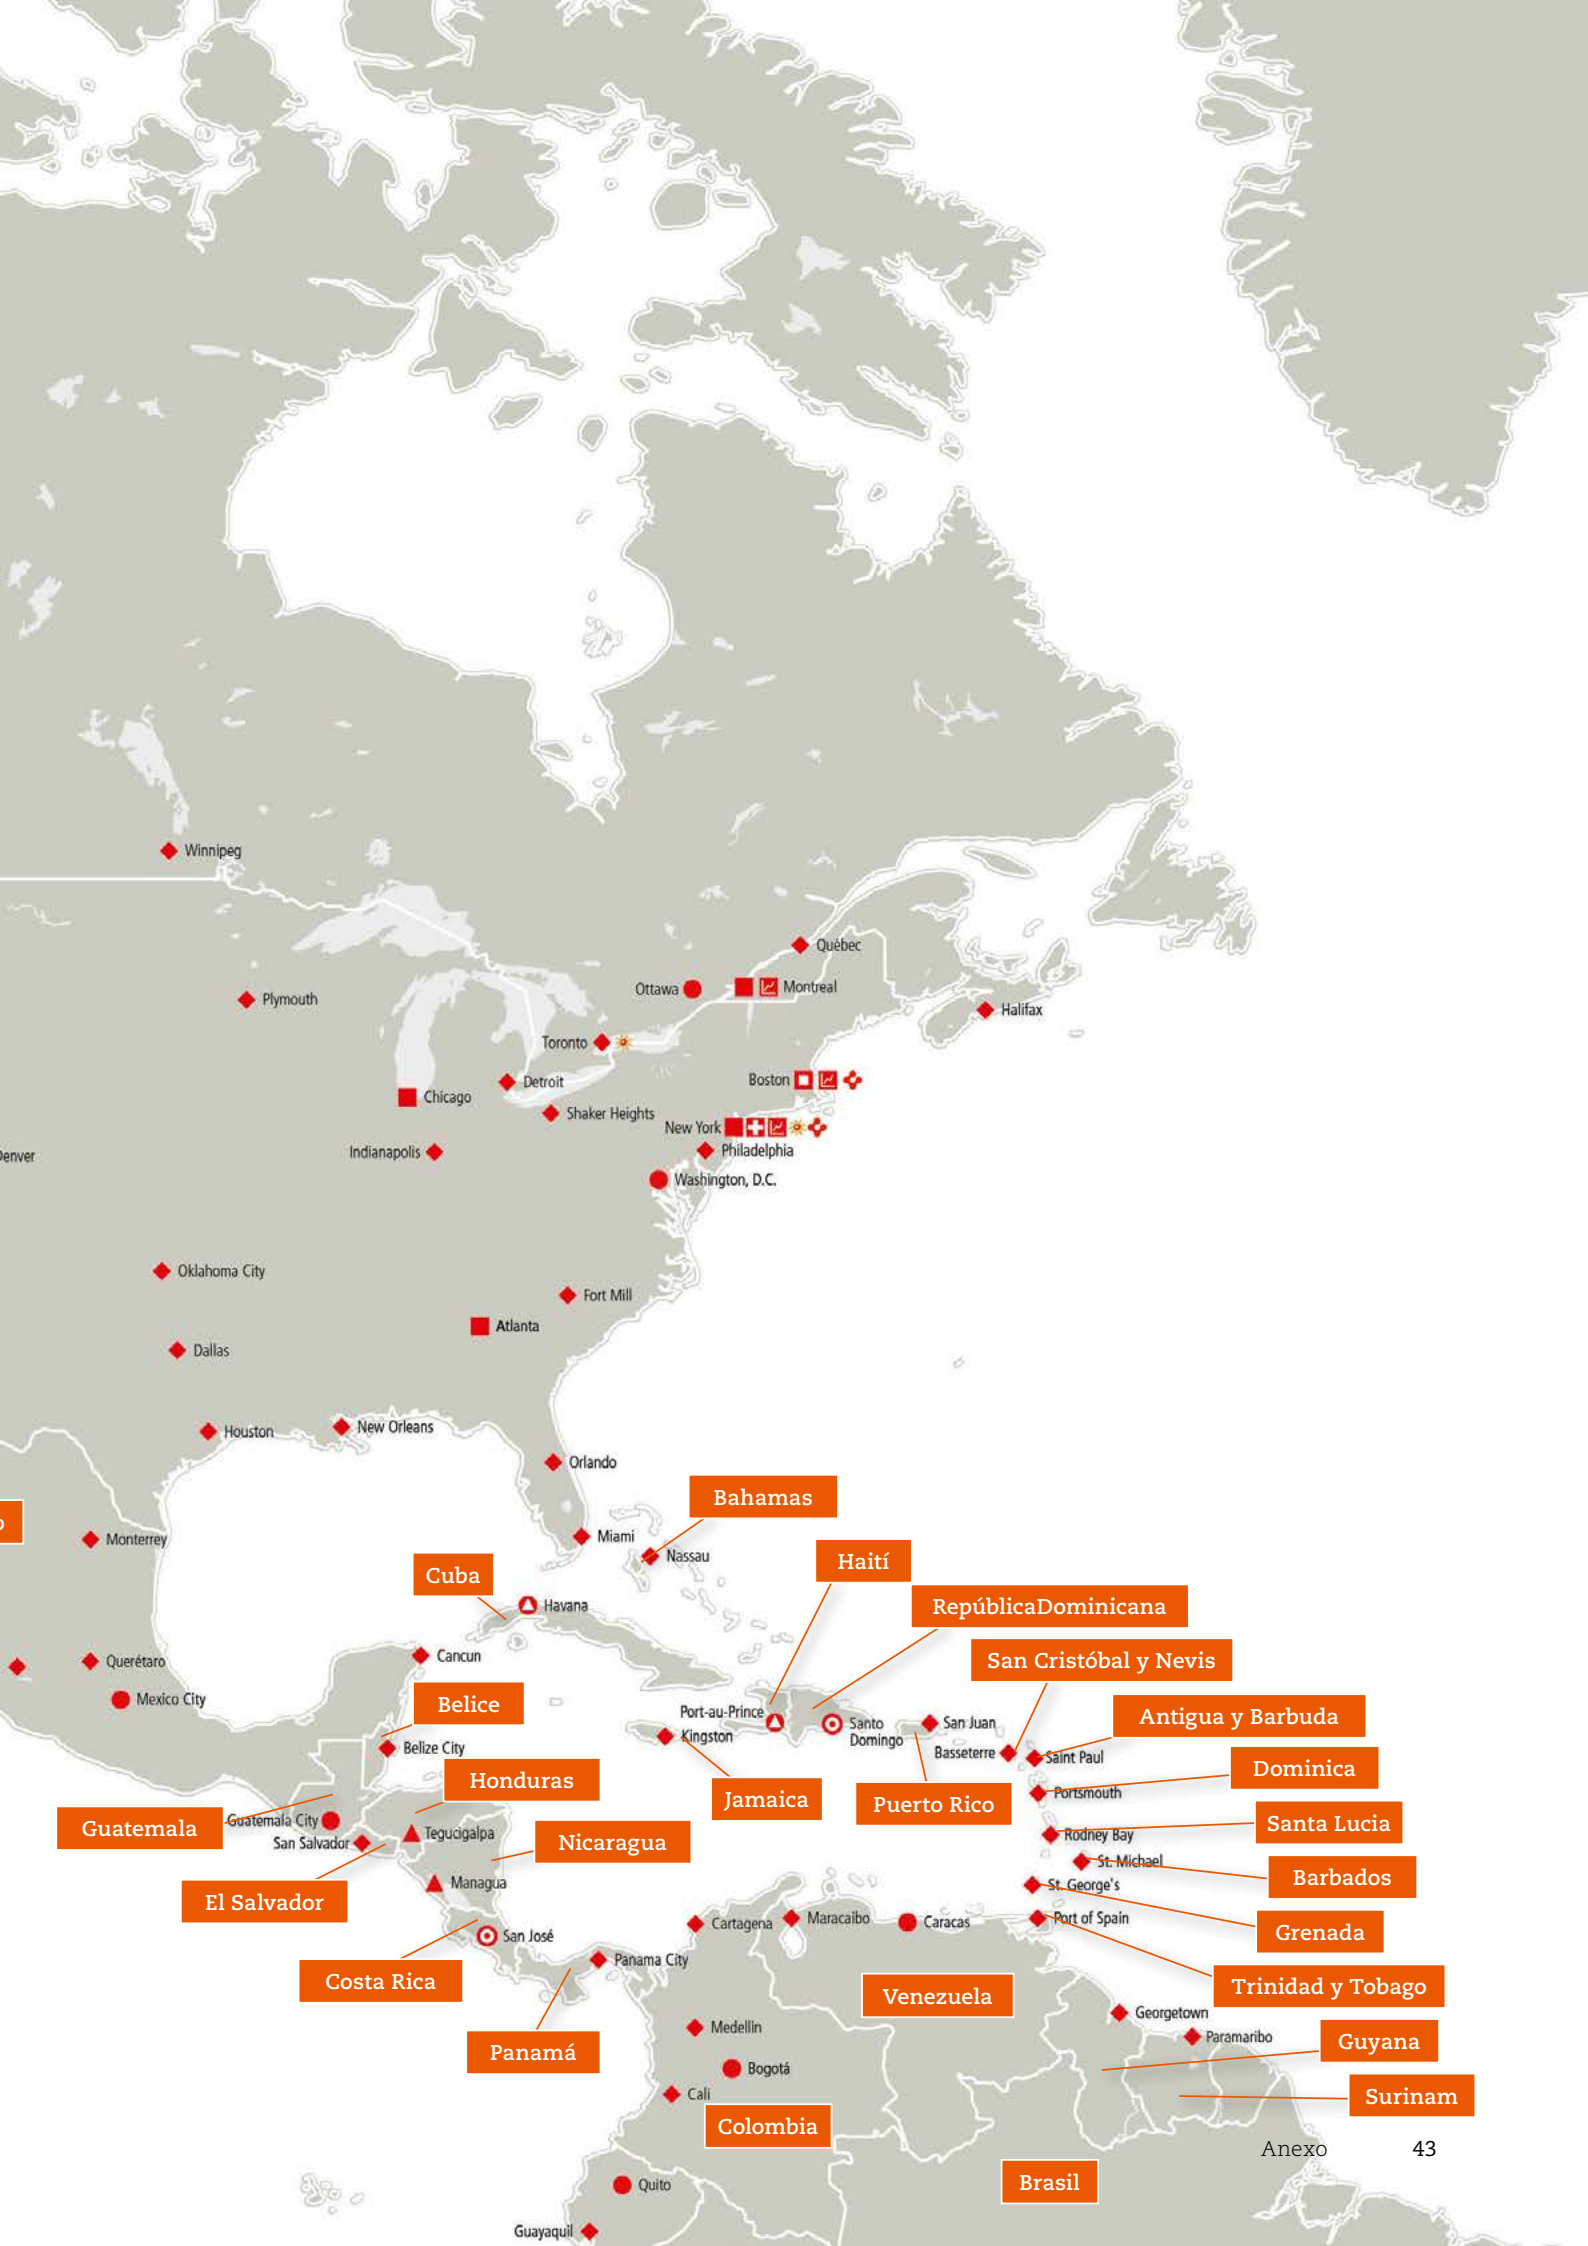 Winnipeg
Québec
Ottawa
Montreal
Plymouth
Halifax
Toronto
Detroit
Boston
Chicago
Shaker Heights
New York
Indianapolis
Philadelphia
Denver
Washington, D.C.
Oklahoma City
Fort Mill
Atlanta
Dallas
New Orleans
Houston
Orlando
Bahamas
o
Miami
Monterrey
Nassau
Haití
Cuba
Havana
RepúblicaDominicana
Cancun
Querétaro
San Cristóbal y Nevis
Mexico City
Belice
Port-au-Prince
Antigua y Barbuda
Santo
Domingo
San Juan
Kingston
Belize City
Basseterre
Saint Paul
Dominica
Honduras
Portsmouth
Jamaica
Puerto Rico
Guatemala
Guatemala City
Santa Lucia
San Salvador
Tegucigalpa
Rodney Bay
Nicaragua
St. Michael
Barbados
Managua
St. George's
El Salvador
Cartagena
Maracaibo
Caracas
Port of Spain
Grenada
San José
Panama City
Costa Rica
Trinidad y Tobago
Venezuela
Georgetown
Medellin
Paramaribo
Guyana
Panamá
Bogotá
Cali
Surinam
Colombia
Anexo 43
Brasil
Quito
Guayaquil